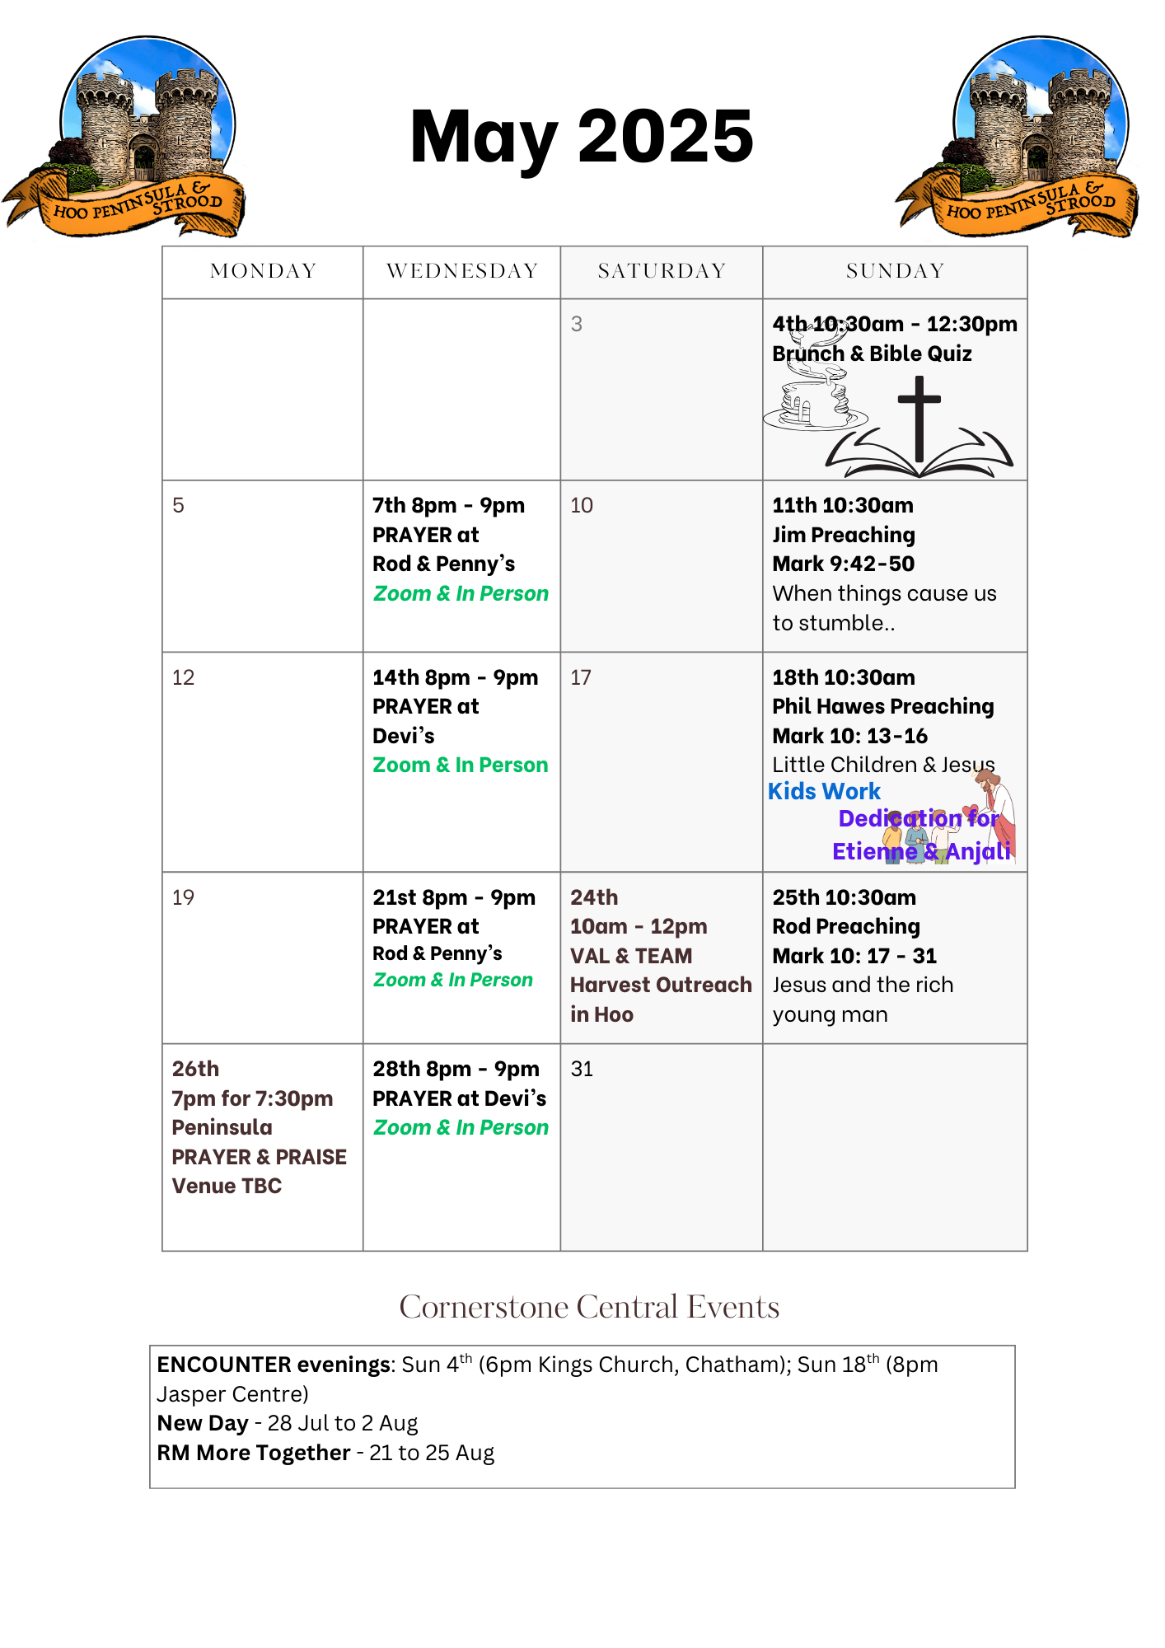 HOO PENINSULA &
STROOD
May 2025
HOO PENINSULA &
STROOD
MONDAY
WEDNESDAY
SATURDAY
SUNDAY
3
4th 10:30am - 12:30pm
Brunch & Bible Quiz
5
7th 8pm - 9pm
PRAYER at
Rod & Penny's
Zoom & In Person
10
11th 10:30am
Jim Preaching
Mark 9:42-50
When things cause us
to stumble..
12
14th 8pm - 9pm
PRAYER at
Devi's
Zoom & In Person
17
18th 10:30am
Phil Hawes Preaching
Mark 10: 13-16
Little Children & Jesus
Kids Work
Dedication for
Etienne & Anjali
19
21st 8pm - 9pm
PRAYER at
Rod & Penny's
Zoom & In Person
24th
10am - 12pm
VAL & TEAM
Harvest Outreach
in Hoo
25th 10:30am
Rod Preaching
Mark 10: 17 - 31
Jesus and the rich
young man
26th
7pm for 7:30pm
Peninsula
PRAYER & PRAISE
Venue TBC
28th 8pm - 9pm
PRAYER at Devi's
Zoom & In Person
31
Cornerstone Central Events
ENCOUNTER evenings: Sun 4th (6pm Kings Church, Chatham); Sun 18th (8pm
Jasper Centre)
New Day - 28 Jul to 2 Aug
RM More Together - 21 to 25 Aug